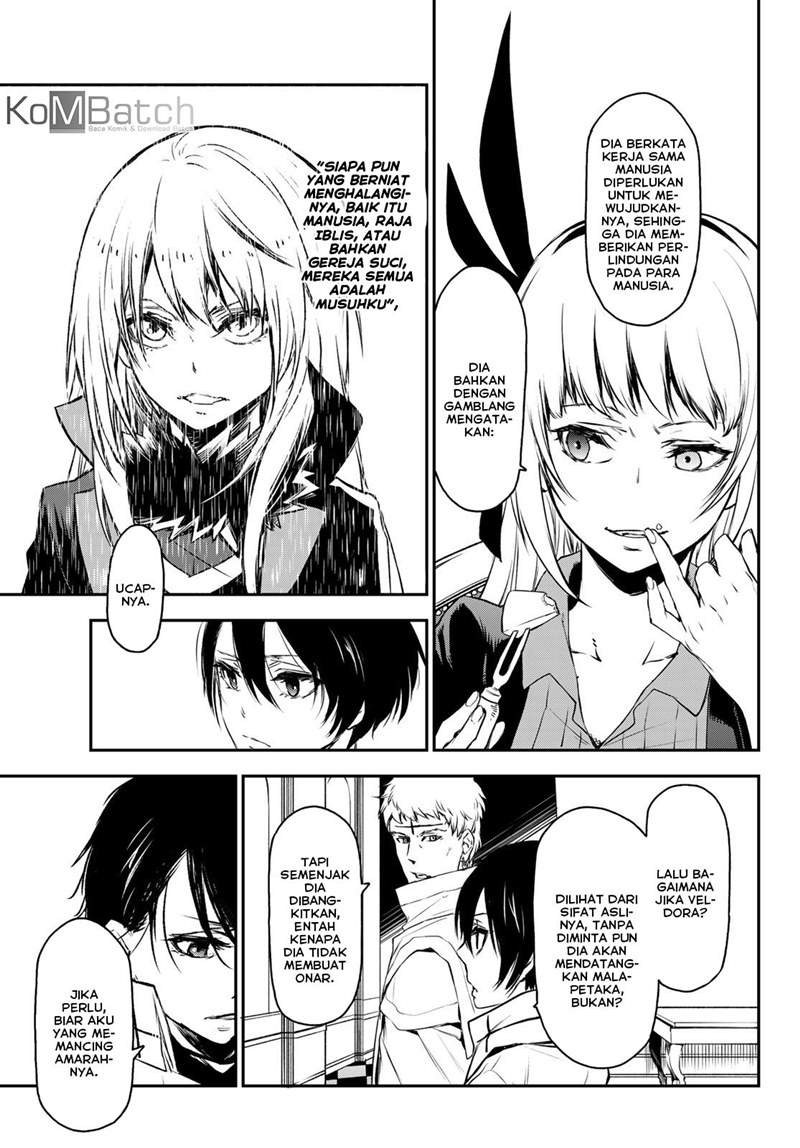 DIA BERKATA
KERJA SAMA
MANUSIA
DIPERLUKAN
UNTUK ME-
WUJUDKAN-
NYA, SEHING-
GA DIA MEM-
BERIKAN PER-
LINDUNGAN
PADA PARA
MANUSIA.
DIA
BAHKAN
DENGAN
GAMBLANG
MENGATA-
KAN:
KOMBatch
Baca Komik & Download Batch
"SIAPA PUN
YANG BERNIAT
MENGHALANGI-
NYA, BAIK ITU
MANUSIA, RAJA
IBLIS, ATAU
BAHKAN
GEREJA SUCI,
MEREKA SEMUA
ADALAH
MUSUHKU",
UCAP-
NYA.
LALU BA-
GAIMANA
JIKA VEL-
DORA?
DILIHAT DARI
SIFAT ASLI-
NYA, TANPA
DIMINTA PUN
DIA AKAN
MENDATANG-
KAN MALA-
PETAKA,
BUKAN?
TAPI
SEMENJAK
DIA
DIBANG-
KITKAN,
ENTAH
KENAPA
DIA TIDAK
MEMBUAT
ONAR.
JIKA
PERLU,
BIAR AKU
YANG ME-
MANCING
AMARAH-
NYA.